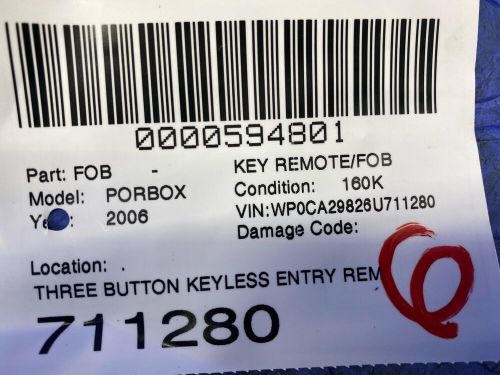 0000594801
Part: FOB - KEY REMOTE/FOB
Model: PORBOX Condition: 160K
2006 VIN:WP0CA29826U711280
Damage Code:
Location: .
THREE BUTTON KEYLESS ENTRY REM
711280
6